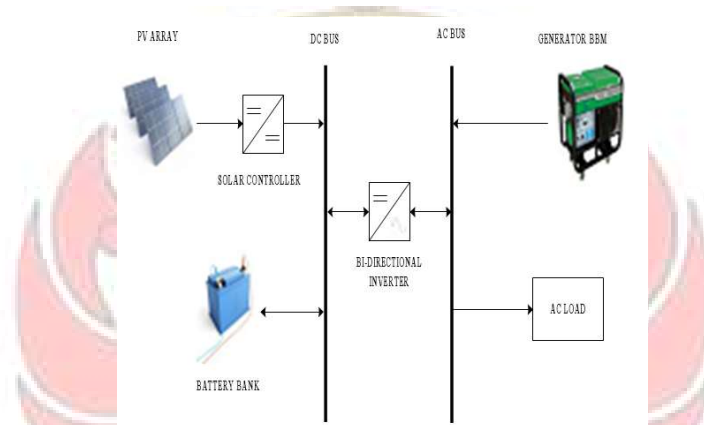 PV ARRAY
DC BUS
AC BUS
GENERATOR BBM
SOLAR CONTROLLER
BI-DIRECTIONAL
INVERTER
AC LOAD
BATTERY BANK